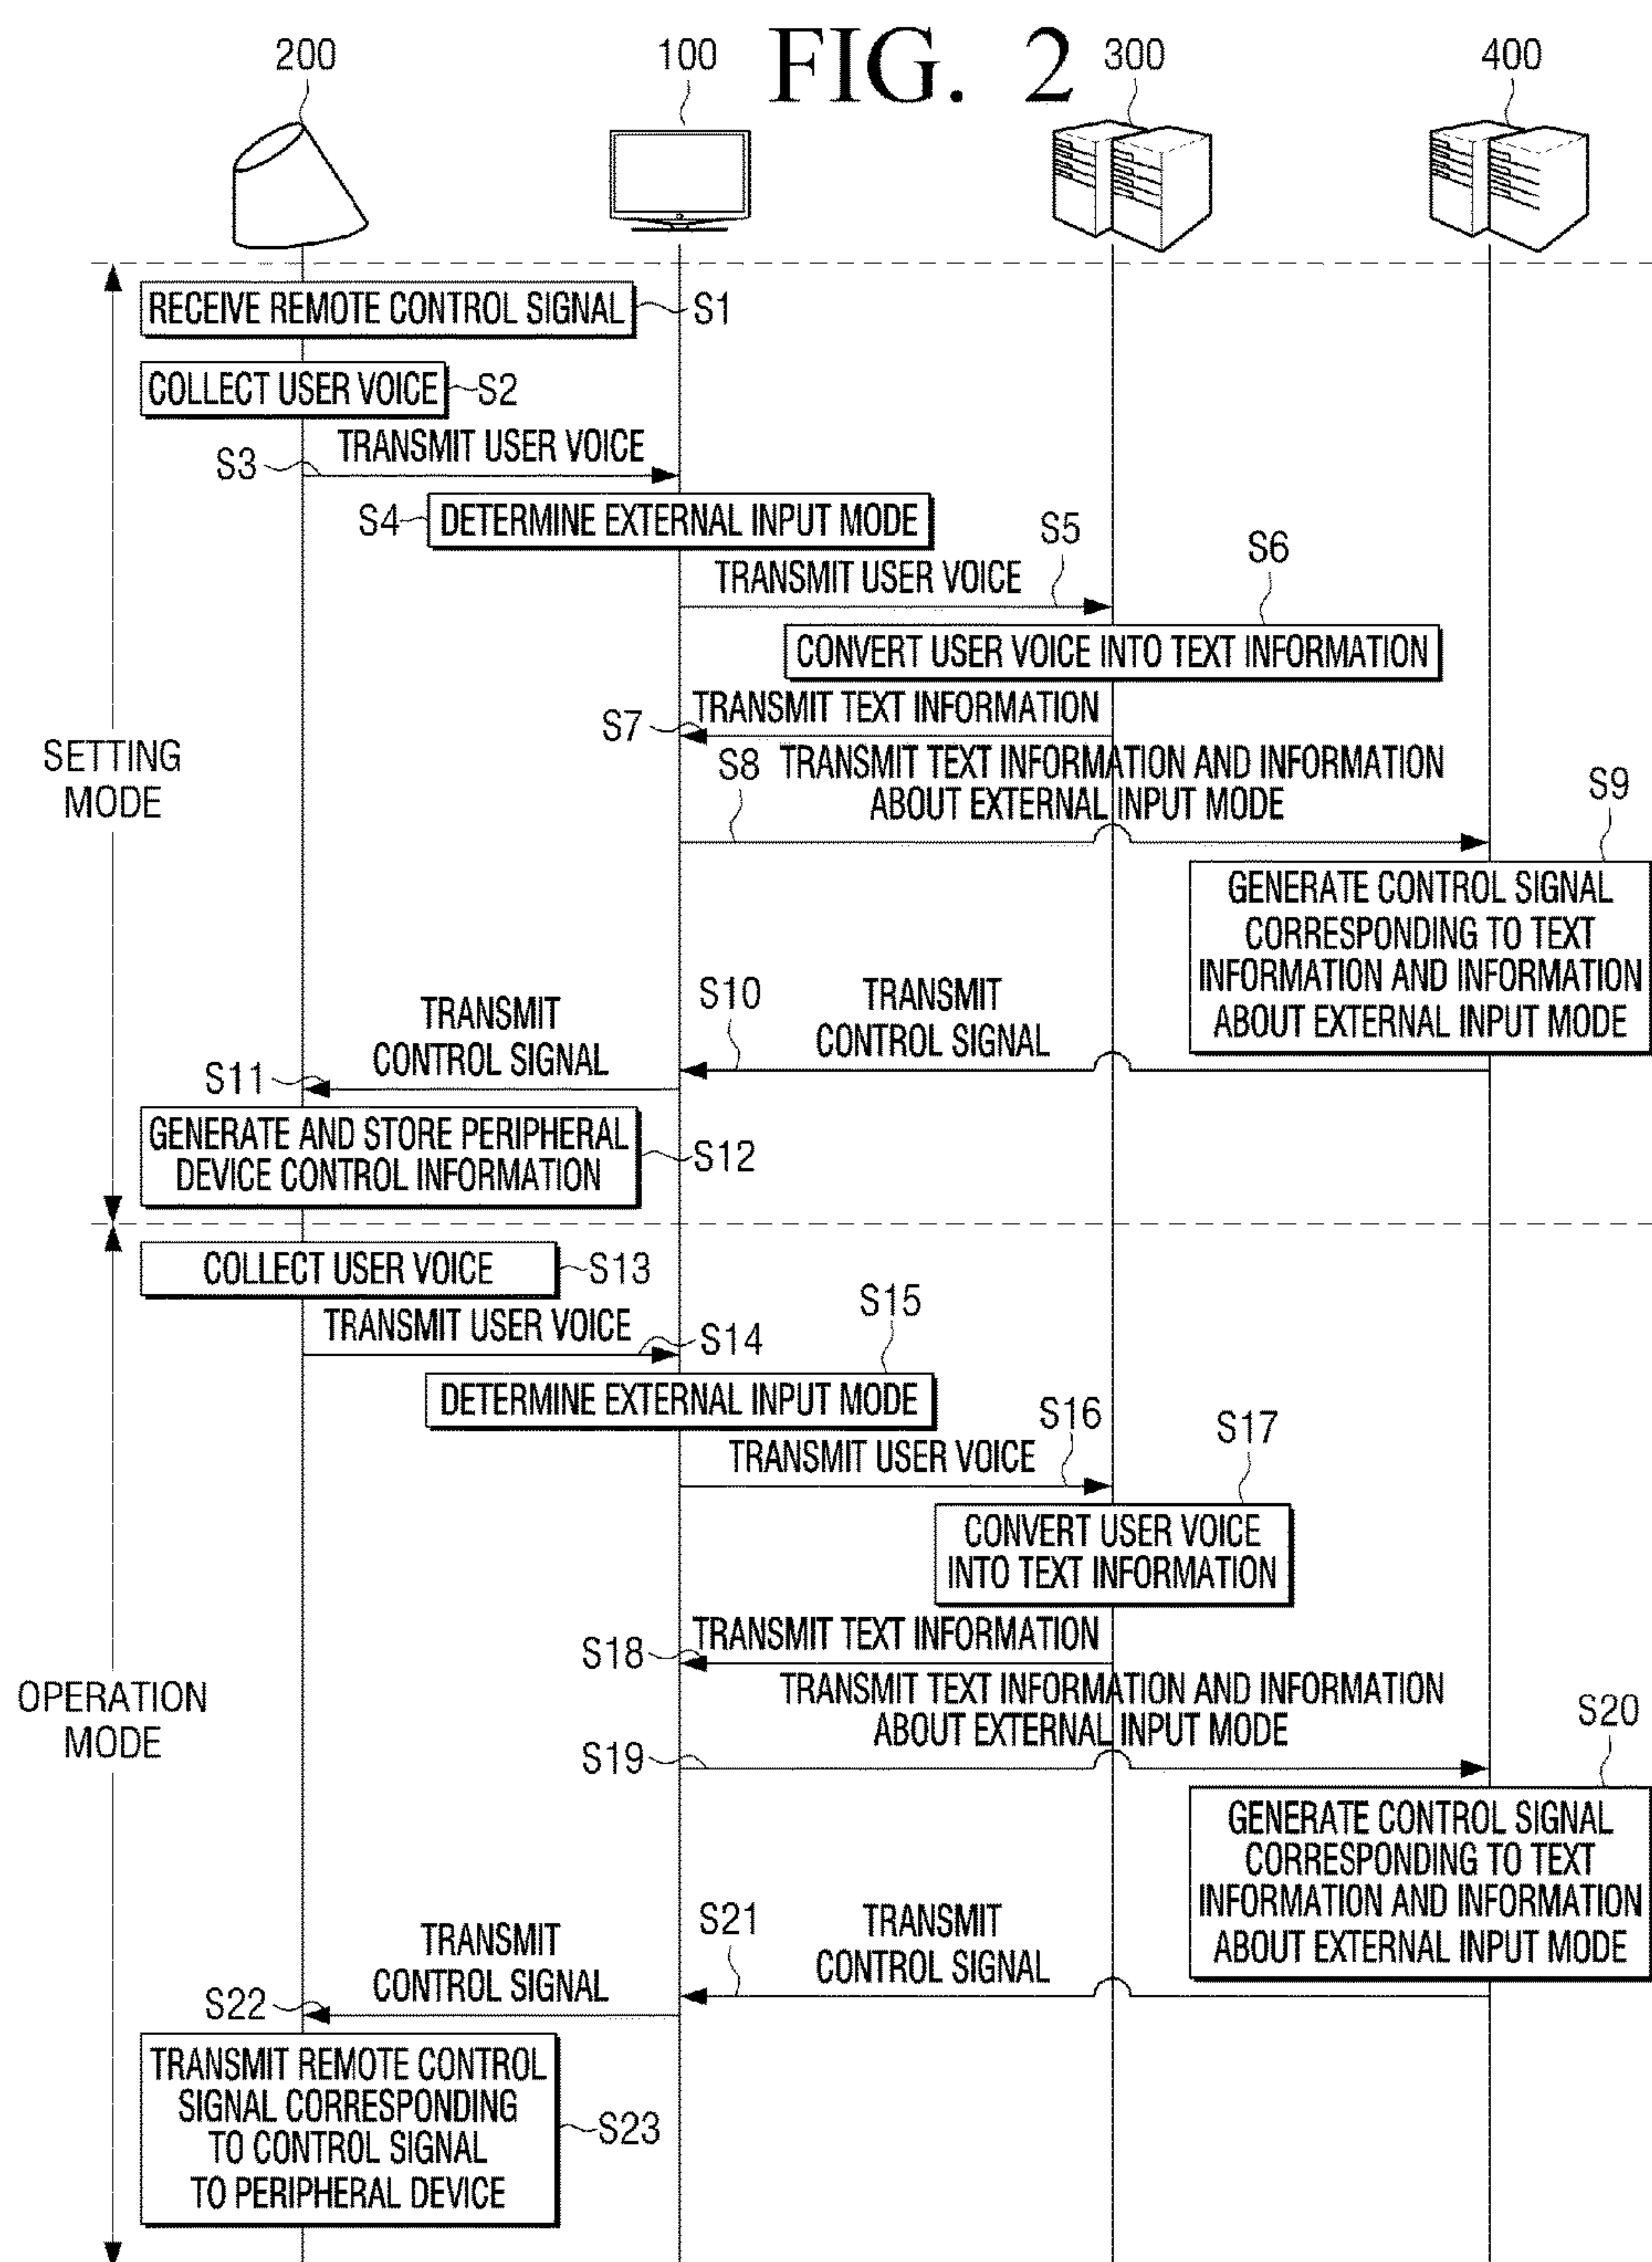 FIG. 2
200
100
300
400
RECEIVE REMOTE CONTROL SIGNAL
S1
COLLECT USER VOICE
S2
TRANSMIT USER VOICE
S3
S4
DETERMINE EXTERNAL INPUT MODE
S5
TRANSMIT USER VOICE
S6
CONVERT USER VOICE INTO TEXT INFORMATION
TRANSMIT TEXT INFORMATION
S7
SETTING
MODE
S8
TRANSMIT TEXT INFORMATION AND INFORMATION
ABOUT EXTERNAL INPUT MODE
S9
GENERATE CONTROL SIGNAL
CORRESPONDING TO TEXT
INFORMATION AND INFORMATION
ABOUT EXTERNAL INPUT MODE
S10
TRANSMIT
CONTROL SIGNAL
TRANSMIT
CONTROL SIGNAL
S11
GENERATE AND STORE PERIPHERAL
DEVICE CONTROL INFORMATION
S12
COLLECT USER VOICE
S13
TRANSMIT USER VOICE
S14
S15
DETERMINE EXTERNAL INPUT MODE
S16
TRANSMIT USER VOICE
S17
CONVERT USER VOICE
INTO TEXT INFORMATION
TRANSMIT TEXT INFORMATION
S18
OPERATION
MODE
TRANSMIT TEXT INFORMATION AND INFORMATION
ABOUT EXTERNAL INPUT MODE
S19
S20
GENERATE CONTROL SIGNAL
CORRESPONDING TO TEXT
INFORMATION AND INFORMATION
ABOUT EXTERNAL INPUT MODE
S21
TRANSMIT
CONTROL SIGNAL
TRANSMIT
CONTROL SIGNAL
S22
TRANSMIT REMOTE CONTROL
SIGNAL CORRESPONDING
TO CONTROL SIGNAL
TO PERIPHERAL DEVICE
S23